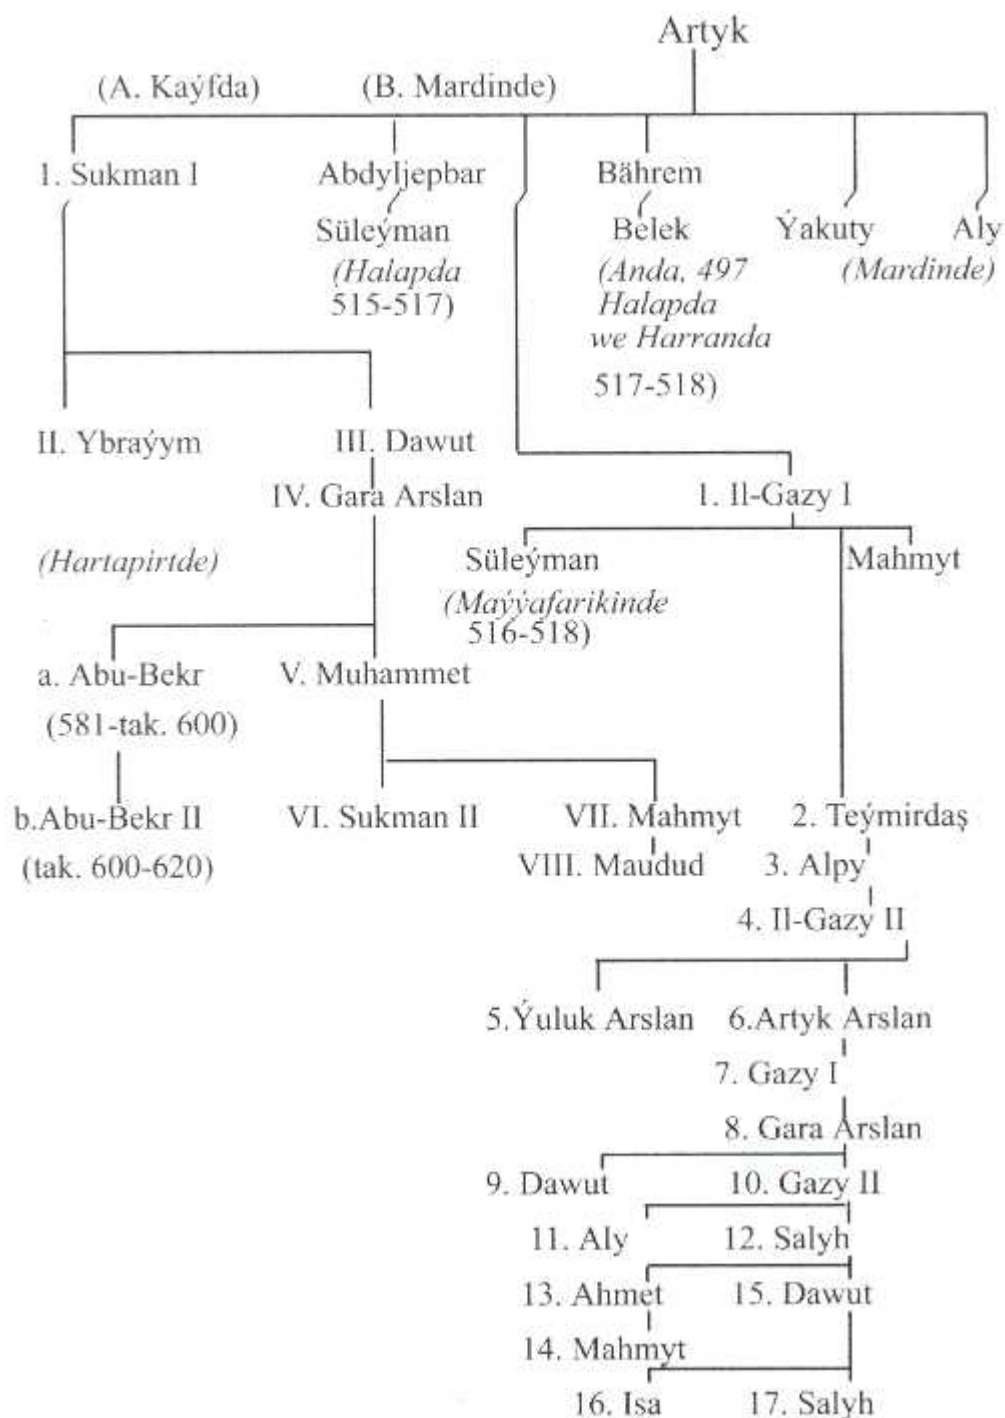 Artyk
(A. Kaýfda) (B. Mardinde)
1. Sukman I Abdyljepbar Bährem
Süleýman Belek Ýakuty Aly
(Halapda (Anda, 497 (Mardinde)
515-517) Halapda
we Harranda
517-518)
II. Ybraýym III. Dawut
IV. Gara Arslan 1. Il-Gazy I
(Hartapirtde) Süleýman Mahmyt
(Maýýafarikinde
516-518)
a. Abu-Bekr V. Muhammet
(581-tak. 600)
b.Abu-Bekr II VI. Sukman II VII. Mahmyt 2. Teýmirdaş
(tak. 600-620) VIII. Maudud 3. Alpy
4. Il-Gazy II
5.Ýuluk Arslan 6.Artyk Arslan
7. Gazy I
8. Gara Arslan
9. Dawut 10. Gazy II
11. Aly 12. Salyh
13. Ahmet 15. Dawut
14. Mahmyt
16. Isa 17. Salyh